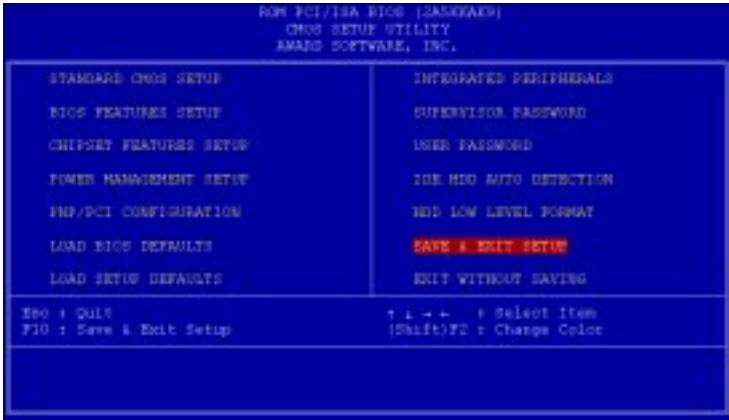 ROM PCI/ISA BIOS
CMOS SETUP UTILITY
AWARD SOFTWARE, INC.
STANDARD CMOS SETUP
BIOS FEATURES SETUP
CHIPSET FEATURES SETUP
POWER MANAGEMENT SETUP
PNP/PCI CONFIGURATION
LOAD BIOS DEFAULTS
LOAD SETUP DEFAULTS
INTEGRATED PERIPHERALS
SUPERVISOR PASSWORD
USER PASSWORD
IDE HDD AUTO DETECTION
HDD LOW LEVEL FORMAT
SAVE & EXIT SETUP
EXIT WITHOUT SAVING
Esc : Quit
F10 : Save & Exit Setup
↑ ↓ → ← : Select Item
(Shift)F2 : Change Color